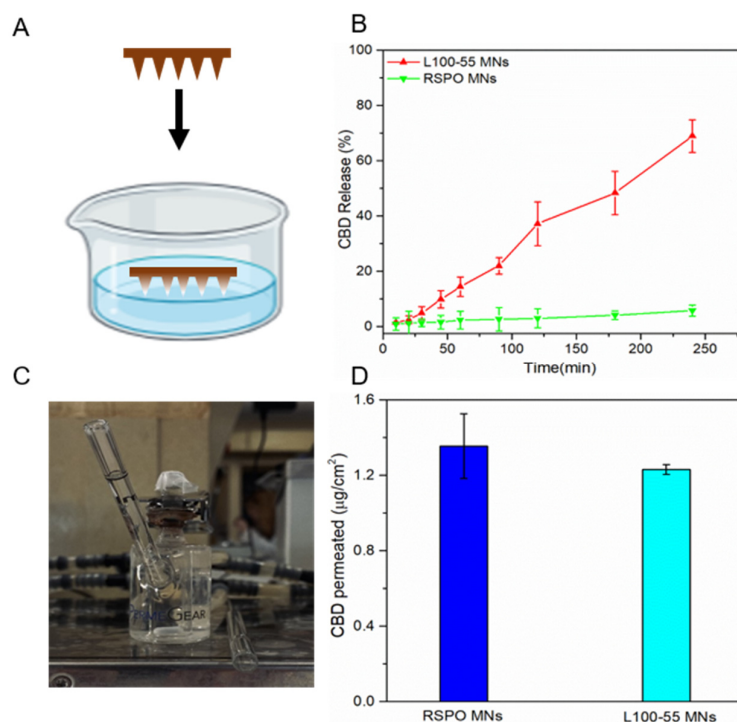 A
B
L100-55 MNs
RSPO MNs
CBD Release (%)
100
80
60
40
20
0
0
50
100
150
200
250
Time(min)
C
GEAR
D
CBD permeated (µg/cm²)
1.6
1.2
0.8
0.4
0.0
RSPO MNs
L100-55 MNs